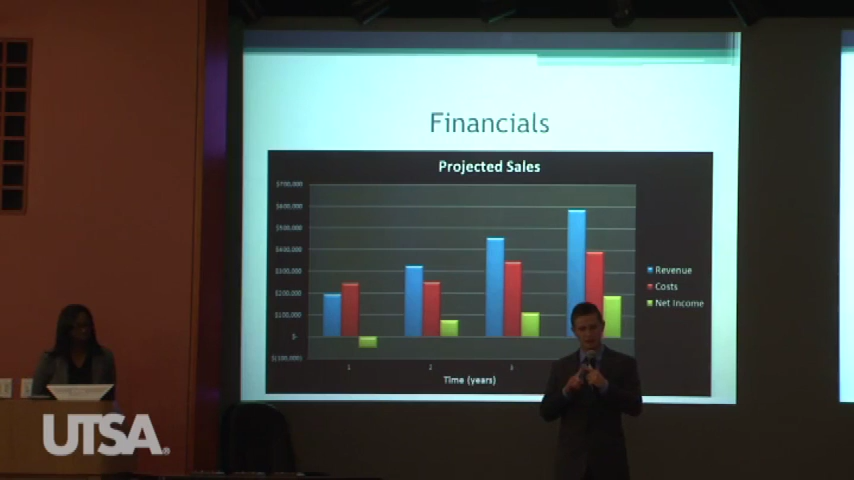 Financials
Projected Sales
$700,000
$600,000
$500,000
$400,000
$300,000
$200,000
$100,000
$-
$(100,000)
1
2
3
Time (years)
Revenue
Costs
Net Income
UTSA®